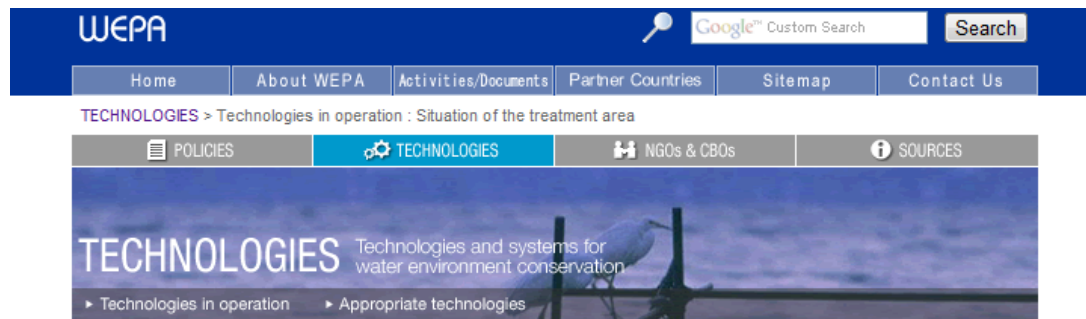 WEPA
Google™ Custom Search Search
Home About WEPA Activities/Documents Partner Countries Sitemap Contact Us
TECHNOLOGIES > Technologies in operation : Situation of the treatment area
POLICIES TECHNOLOGIES NGOs & CBOs SOURCES
TECHNOLOGIES Technologies and systems for
water environment conservation
Technologies in operation Appropriate technologies